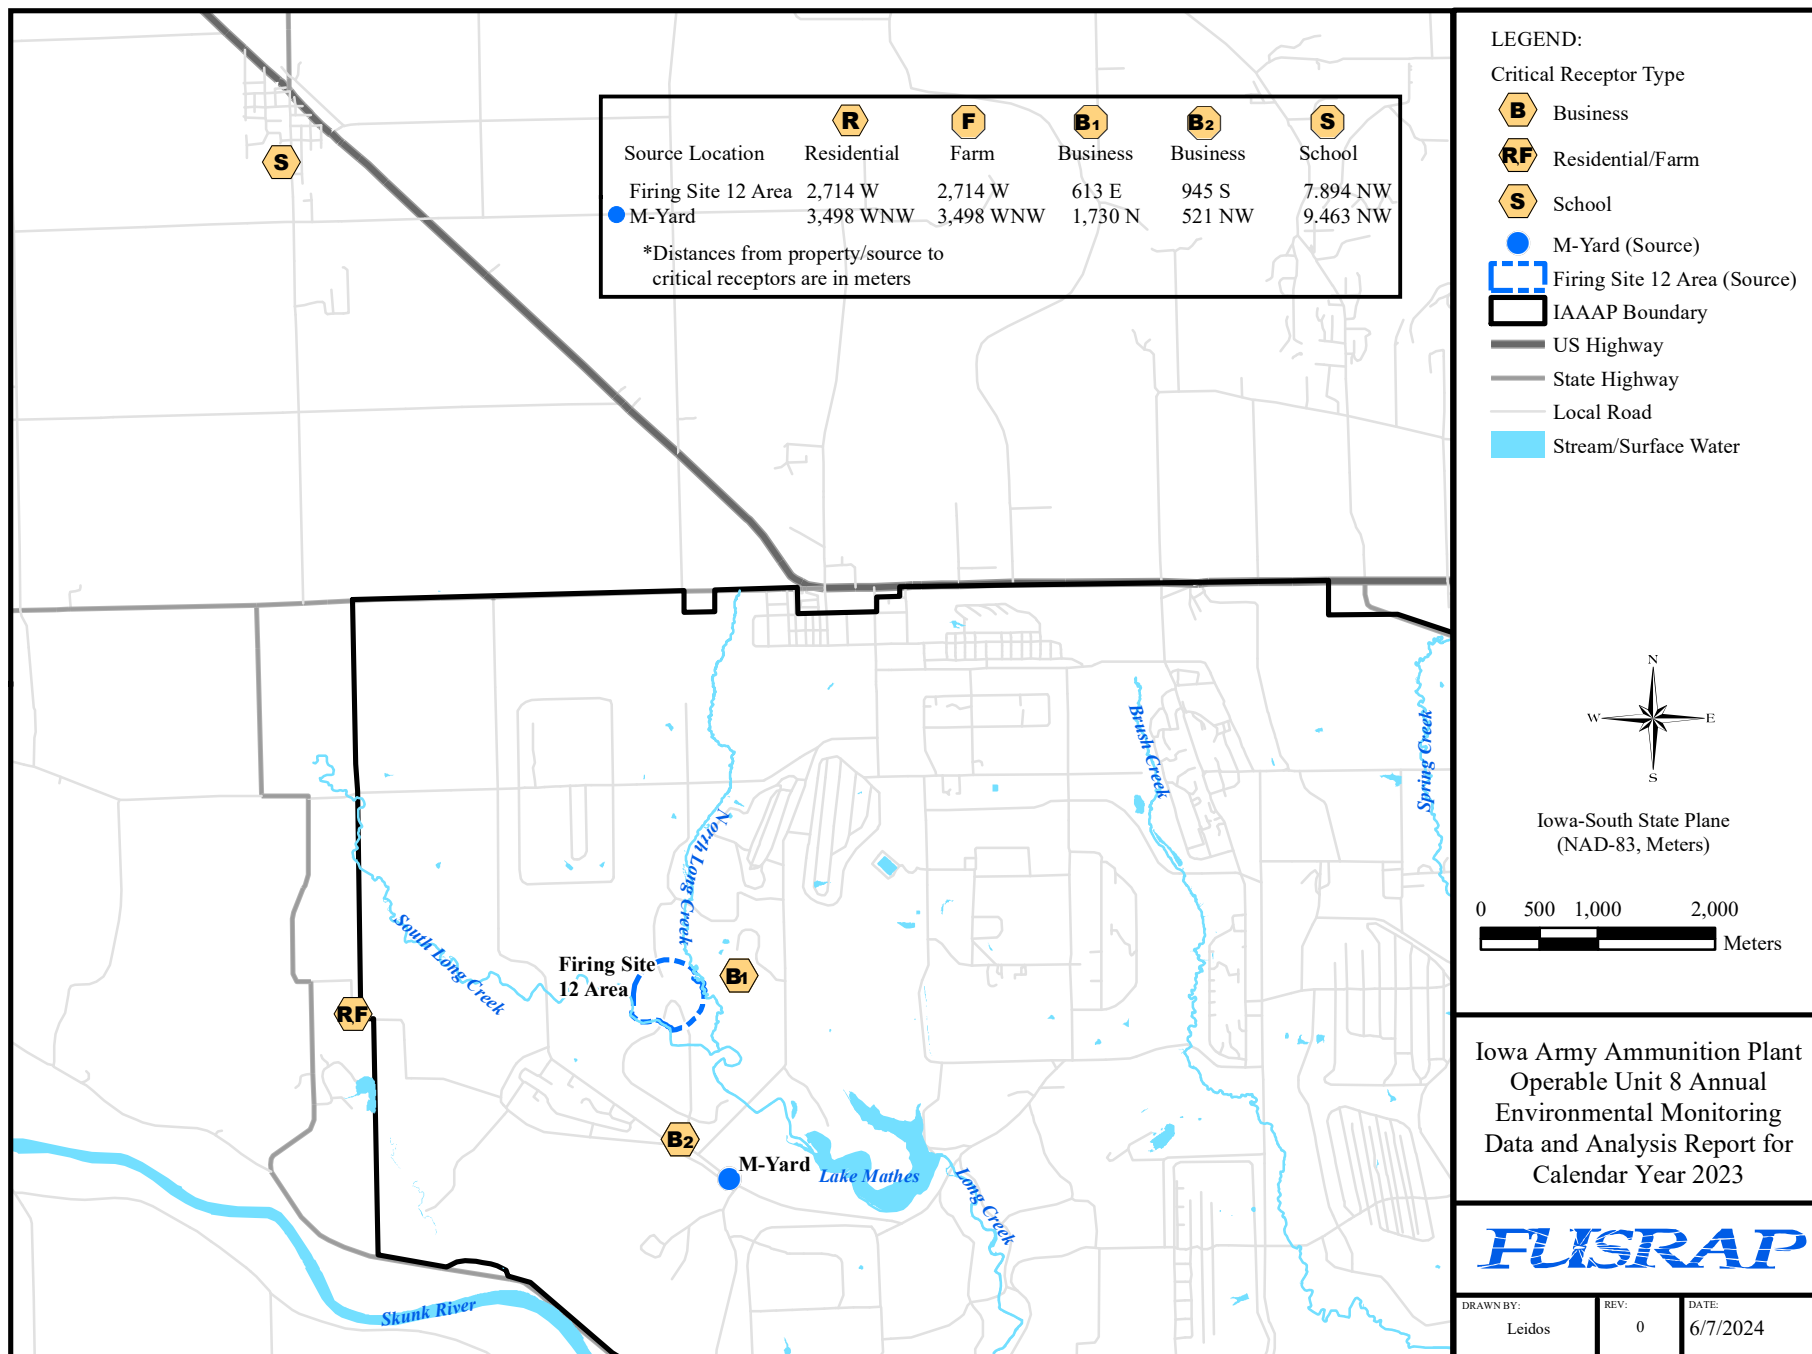 S
R F B1 B2 S
Source Location Residential Farm Business Business School
Firing Site 12 Area 2,714 W 2,714 W 613 E 945 S 7.894 NW
M-Yard 3,498 WNW 3,498 WNW 1,730 N 521 NW 9.463 NW
*Distances from property/source to
critical receptors are in meters
Brush Creek
Spring Creek
North Long Creek
South Long Creek
Firing Site
12 Area
B1
RF
B2
M-Yard
Lake Mathes
Long Creek
Skunk River
LEGEND:
Critical Receptor Type
B Business
RF Residential/Farm
S School
M-Yard (Source)
Firing Site 12 Area (Source)
IAAAP Boundary
US Highway
State Highway
Local Road
Stream/Surface Water
N
W E
S
Iowa-South State Plane
(NAD-83, Meters)
0 500 1,000 2,000
Meters
Iowa Army Ammunition Plant
Operable Unit 8 Annual
Environmental Monitoring
Data and Analysis Report for
Calendar Year 2023
FUSRAP
DRAWN BY: REV: DATE:
Leidos 0 6/7/2024